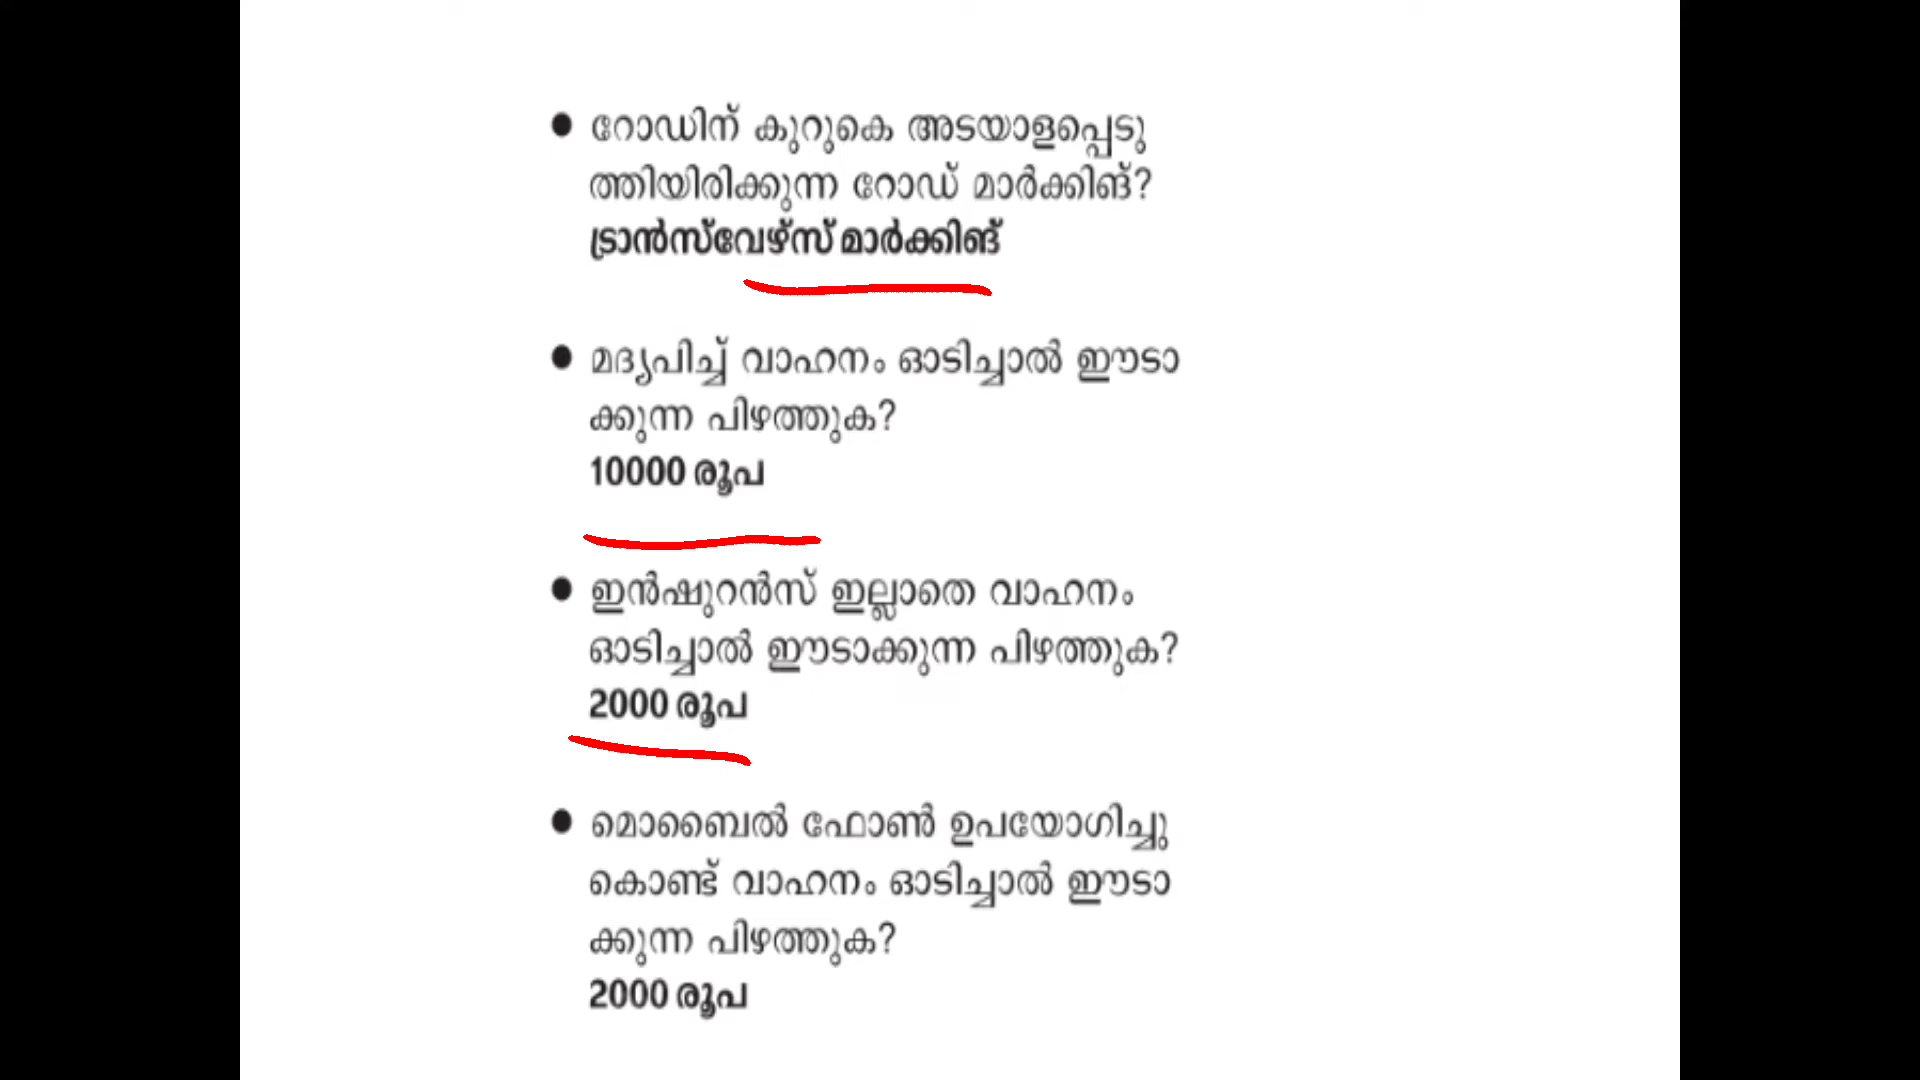 ● റോഡിന് കുറുകെ അടയാളപ്പെടു
ത്തിയിരിക്കുന്ന റോഡ് മാർക്കിങ്?
ട്രാൻസ്‌വേഴ്സ് മാർക്കിങ്
● മദ്യപിച്ച് വാഹനം ഓടിച്ചാൽ ഈടാ
ക്കുന്ന പിഴത്തുക?
10000 രൂപ
● ഇൻഷുറൻസ് ഇല്ലാതെ വാഹനം
ഓടിച്ചാൽ ഈടാക്കുന്ന പിഴത്തുക?
2000 രൂപ
● മൊബൈൽ ഫോൺ ഉപയോഗിച്ചു
കൊണ്ട് വാഹനം ഓടിച്ചാൽ ഈടാ
ക്കുന്ന പിഴത്തുക?
2000 രൂപ